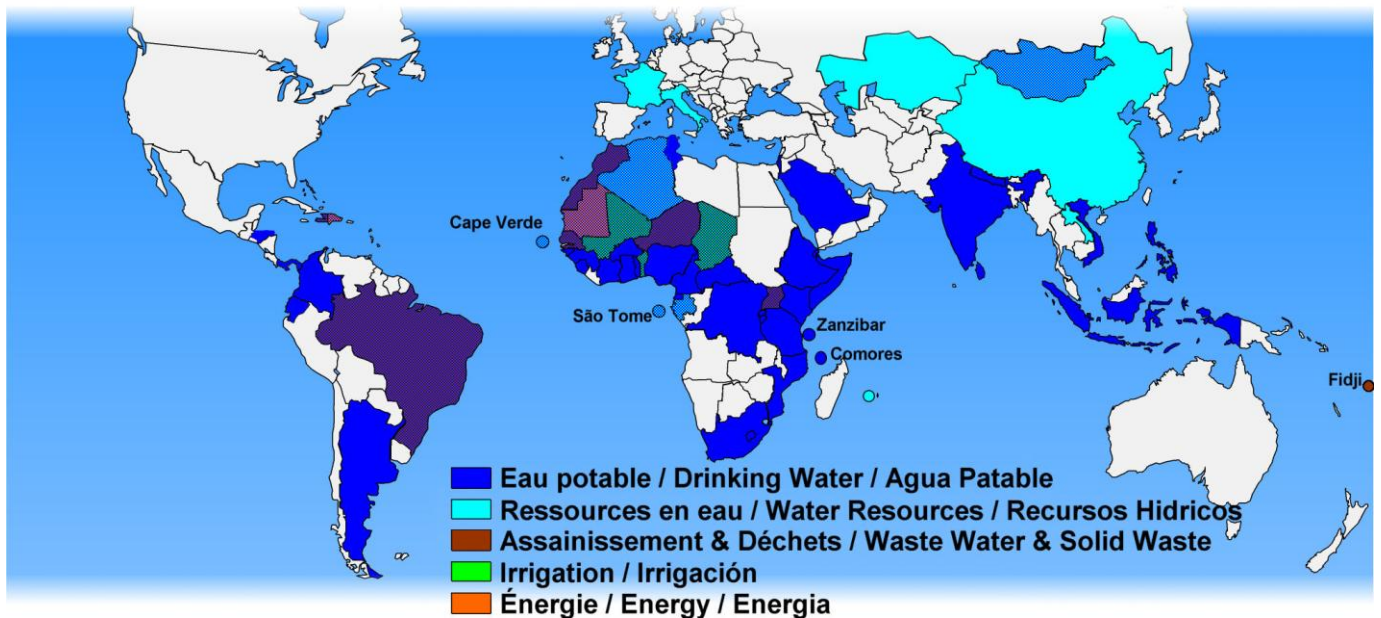 Cape Verde
São Tome
Zanzibar
Comores
Fidji
Eau potable / Drinking Water / Agua Patable
Ressources en eau / Water Resources / Recursos Hidricos
Assainissement & Déchets / Waste Water & Solid Waste
Irrigation / Irrigación
Énergie / Energy / Energia